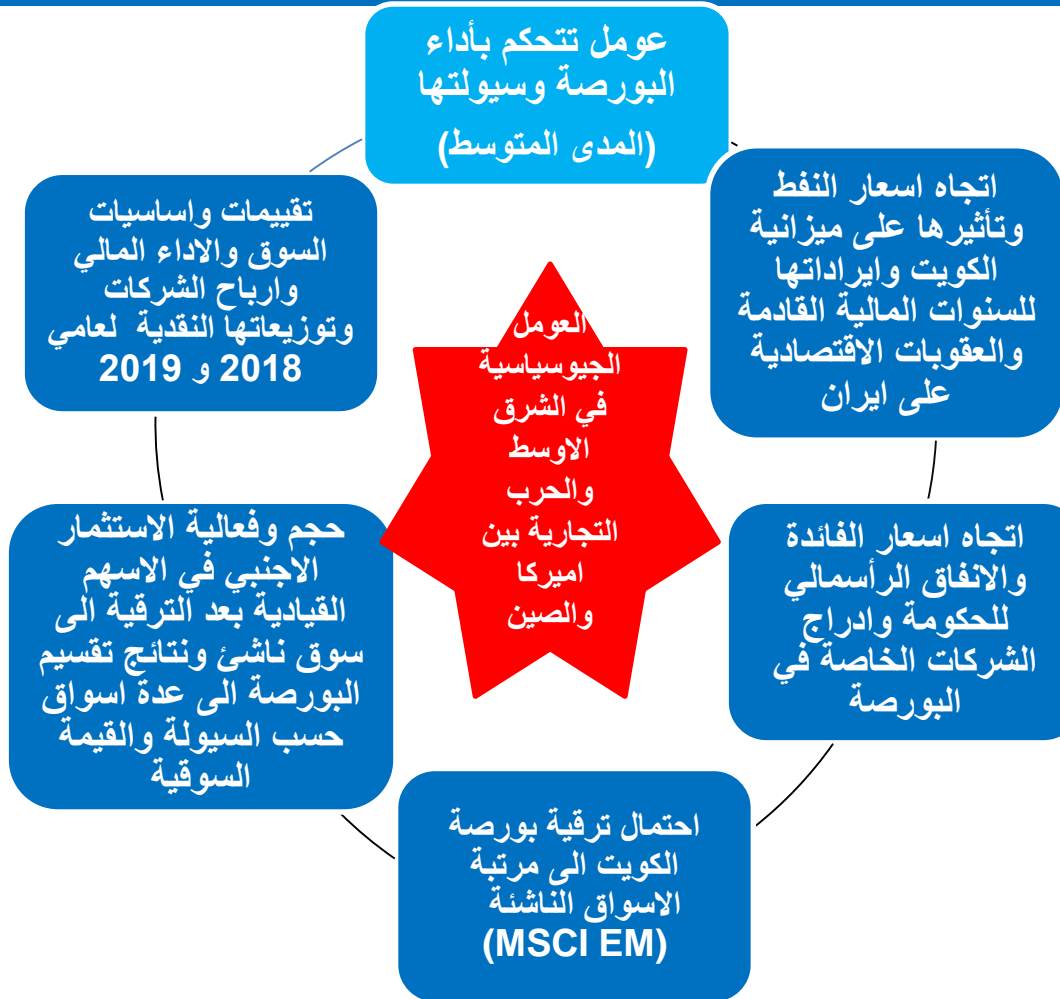 عومل تتحكم بأداء
البورصة وسيولتها
(المدى المتوسط)
اتجاه اسعار النفط
وتأثيرها على ميزانية
الكويت وايراداتها
للسنوات المالية القادمة
والعقوبات الاقتصادية
على ايران
اتجاه اسعار الفائدة
والانفاق الرأسمالي
للحكومة وادراج
الشركات الخاصة في
البورصة
احتمال ترقية بورصة
الكويت الى مرتبة
الاسواق الناشئة
(MSCI EM)
حجم وفعالية الاستثمار
الاجنبي في الاسهم
القيادية بعد الترقية الى
سوق ناشئ ونتائج تقسيم
البورصة الى عدة اسواق
حسب السيولة والقيمة
السوقية
تقييمات واساسيات
السوق والاداء المالي
وارباح الشركات
وتوزيعاتها النقدية لعامي
2018 و 2019
العومل
الجيوسياسية
في الشرق
الاوسط
والحرب
التجارية بين
اميركا
والصين